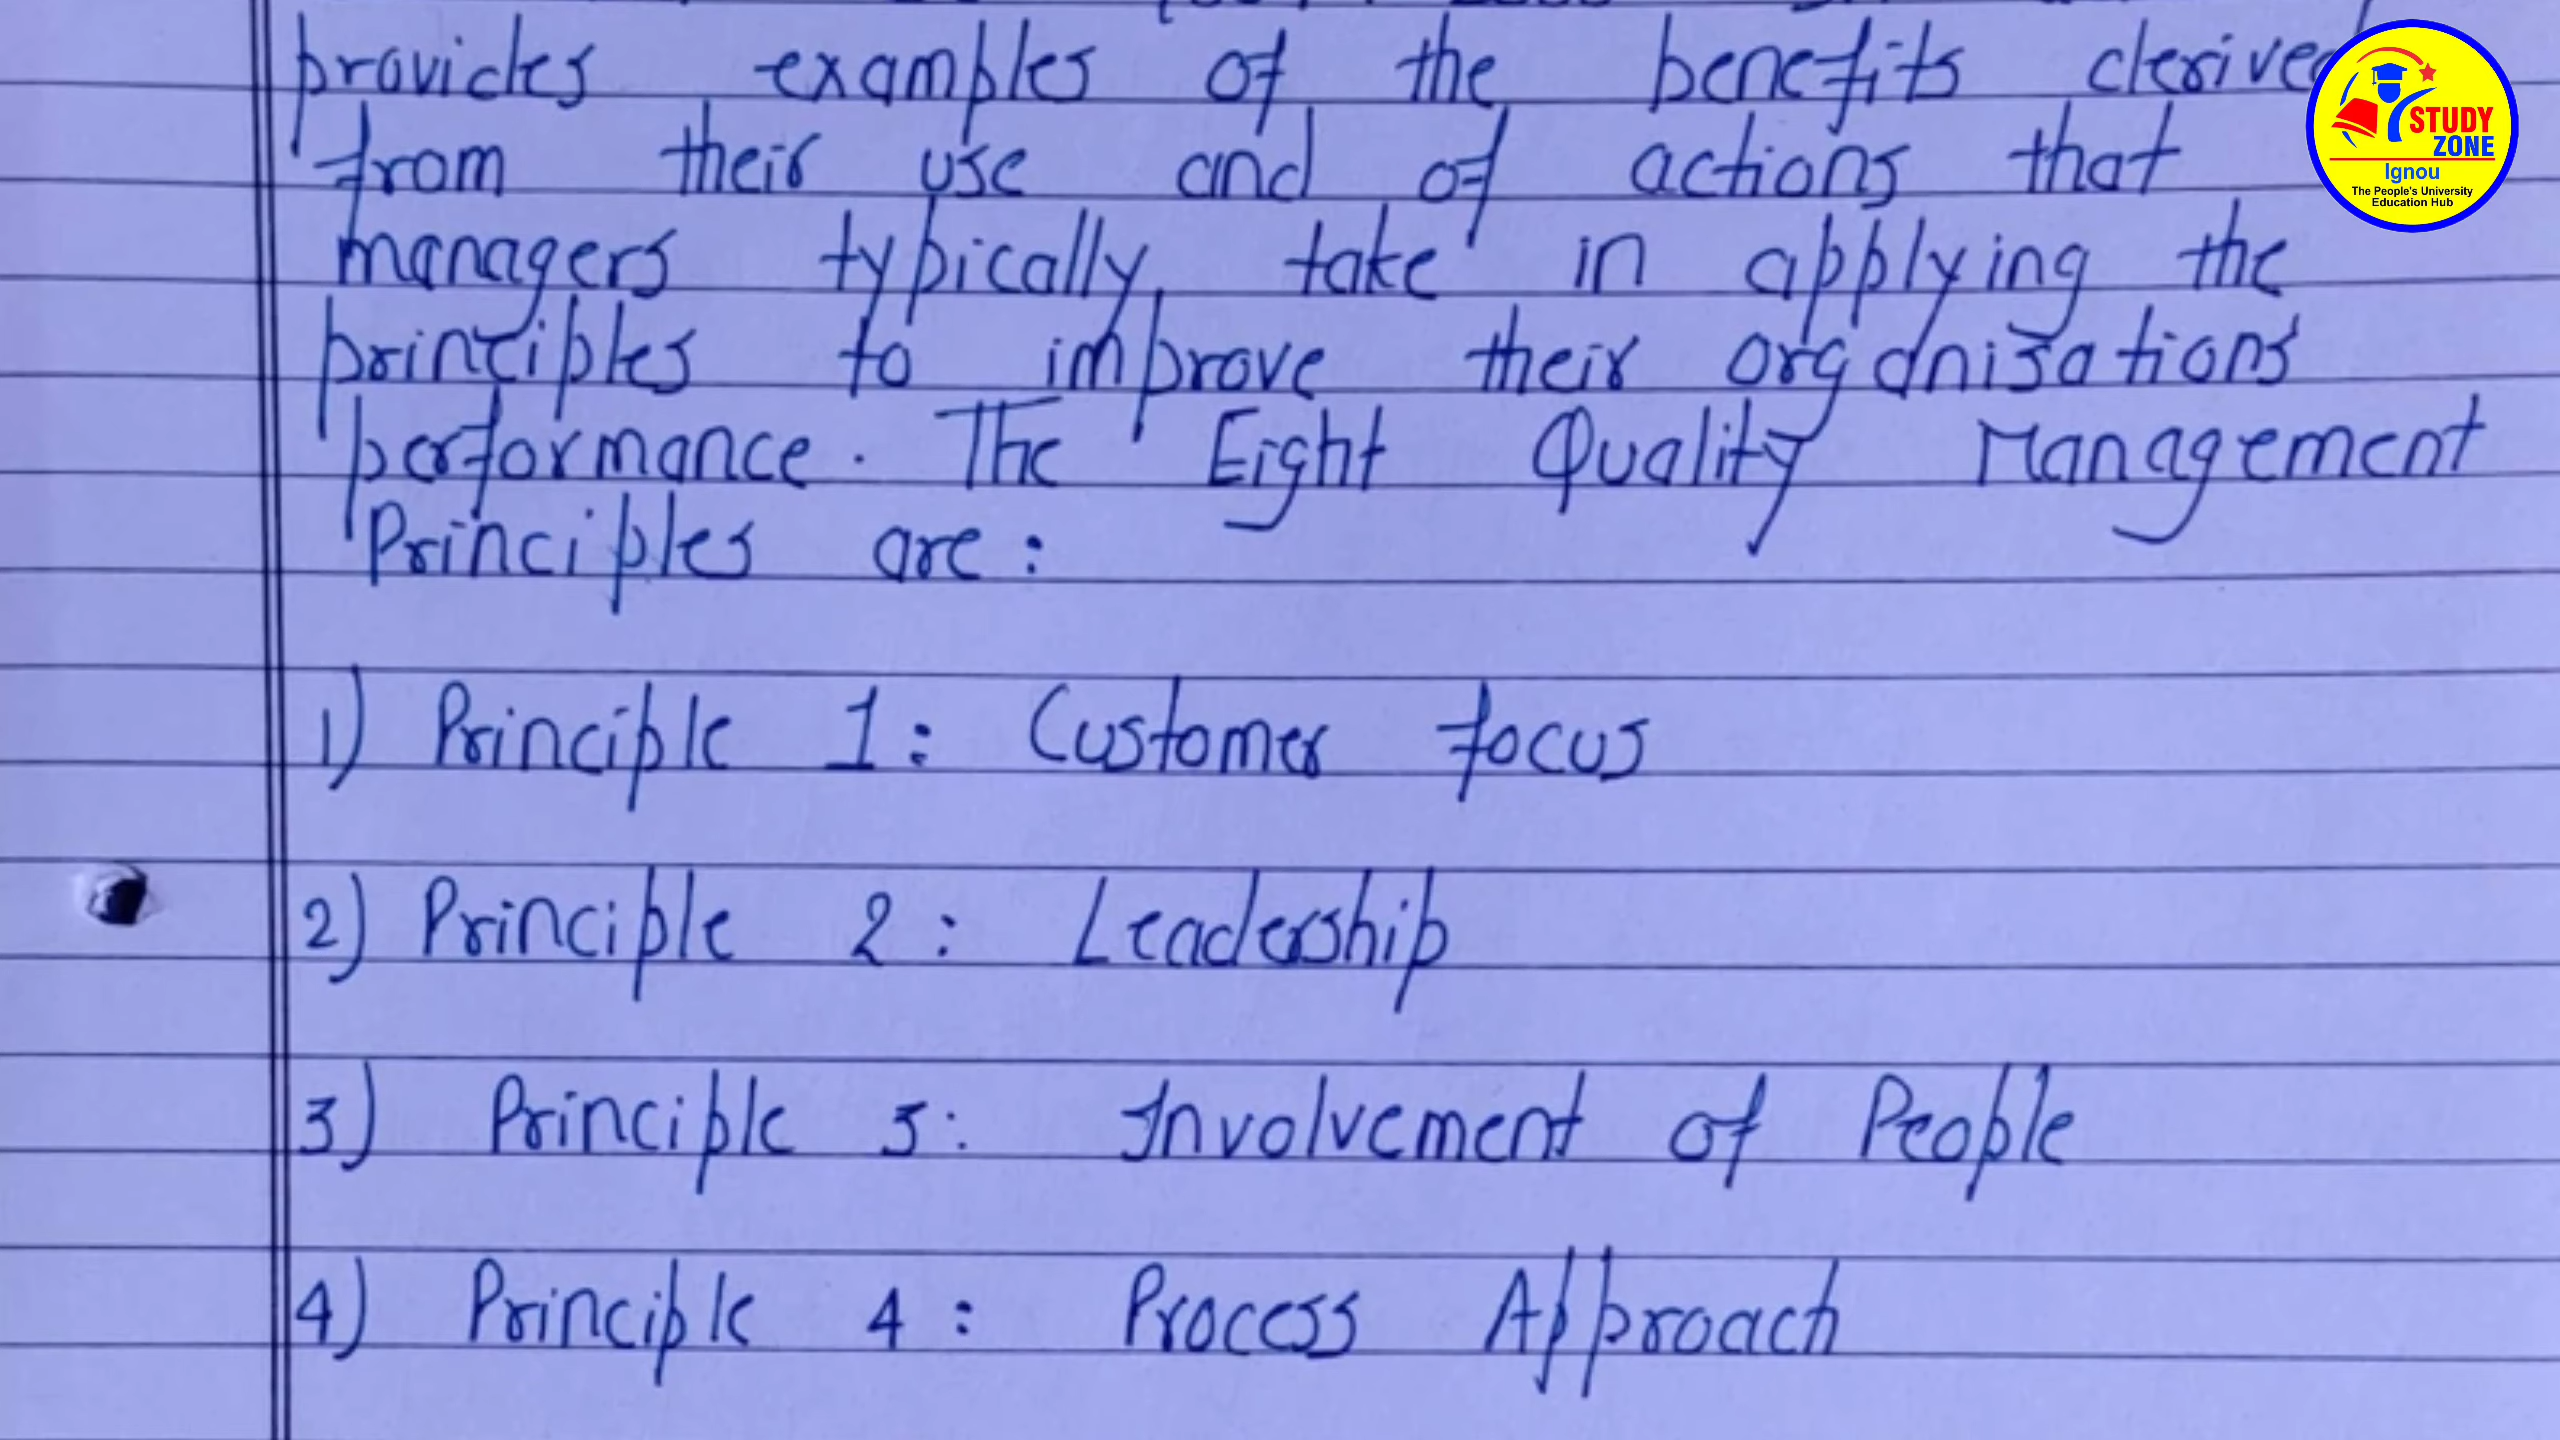 provides examples of the benefits derived
from their use and of actions that
managers typically, take in applying the
principles to improve their organisations
performance. The Eight Quality Management
Principles are:
1) Principle 1: Customer focus
2) Principle 2: Leadership
3) Principle 3: Involvement of People
4) Principle 4: Process Approach
STUDY
ZONE
Ignou
The People's University
Education Hub